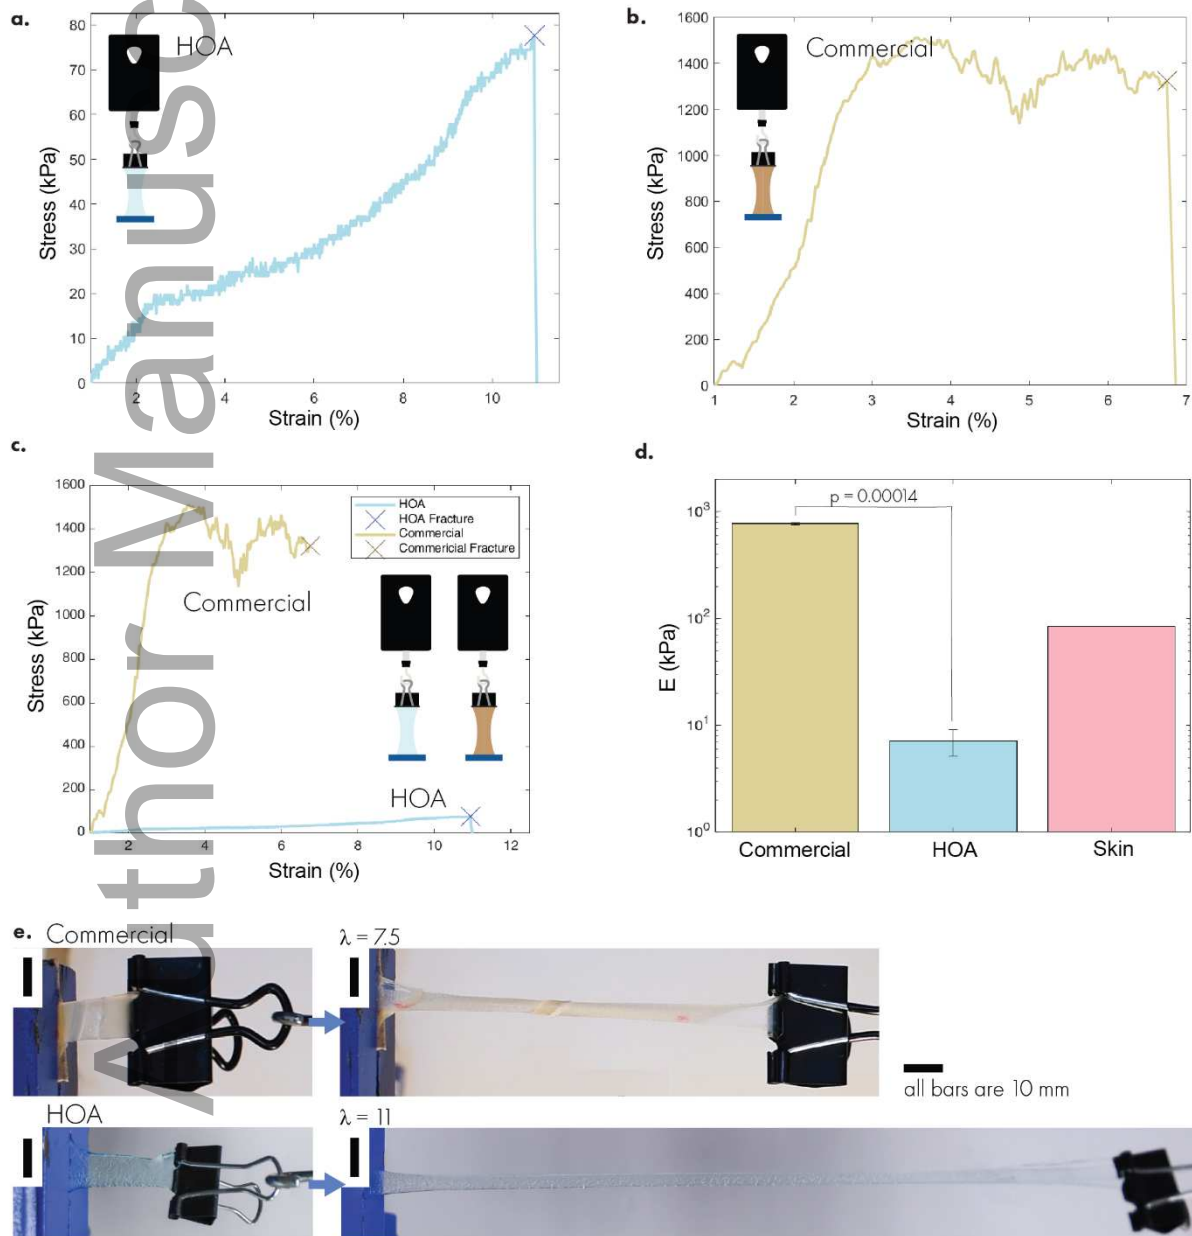 a.
HOA
80
70
60
50
40
30
20
10
0
Stress (kPa)
2 4 6 8 10
Strain (%)
b.
Commercial
1600
1400
1200
1000
800
600
400
200
0
Stress (kPa)
1 2 3 4 5 6 7
Strain (%)
c.
1600
1400
1200
1000
800
600
400
200
0
Stress (kPa)
HOA
HOA Fracture
Commercial
Commericial Fracture
Commercial
HOA
2 4 6 8 10 12
Strain (%)
d.
p = 0.00014
10³
10²
10¹
10⁰
E (kPa)
Commercial HOA Skin
e. Commercial
λ = 7.5
all bars are 10 mm
HOA
λ = 11
Author Manusc